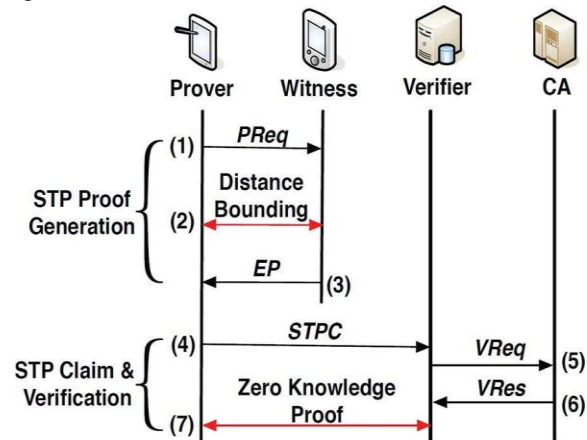 Prover Witness Verifier CA
(1) PReq
STP Proof
Generation
Distance
Bounding
(2)
EP
(3)
(4) STPC
STP Claim &
Verification
VReq (5)
VRes (6)
Zero Knowledge
Proof
(7)